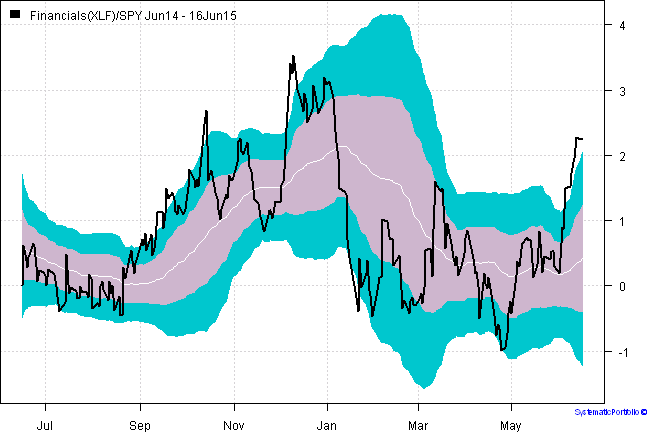 Financials(XLF)/SPY Jun14 - 16Jun15
4
3
2
1
0
-1
SystematicPortfolio ©
Jul Sep Nov Jan Mar May